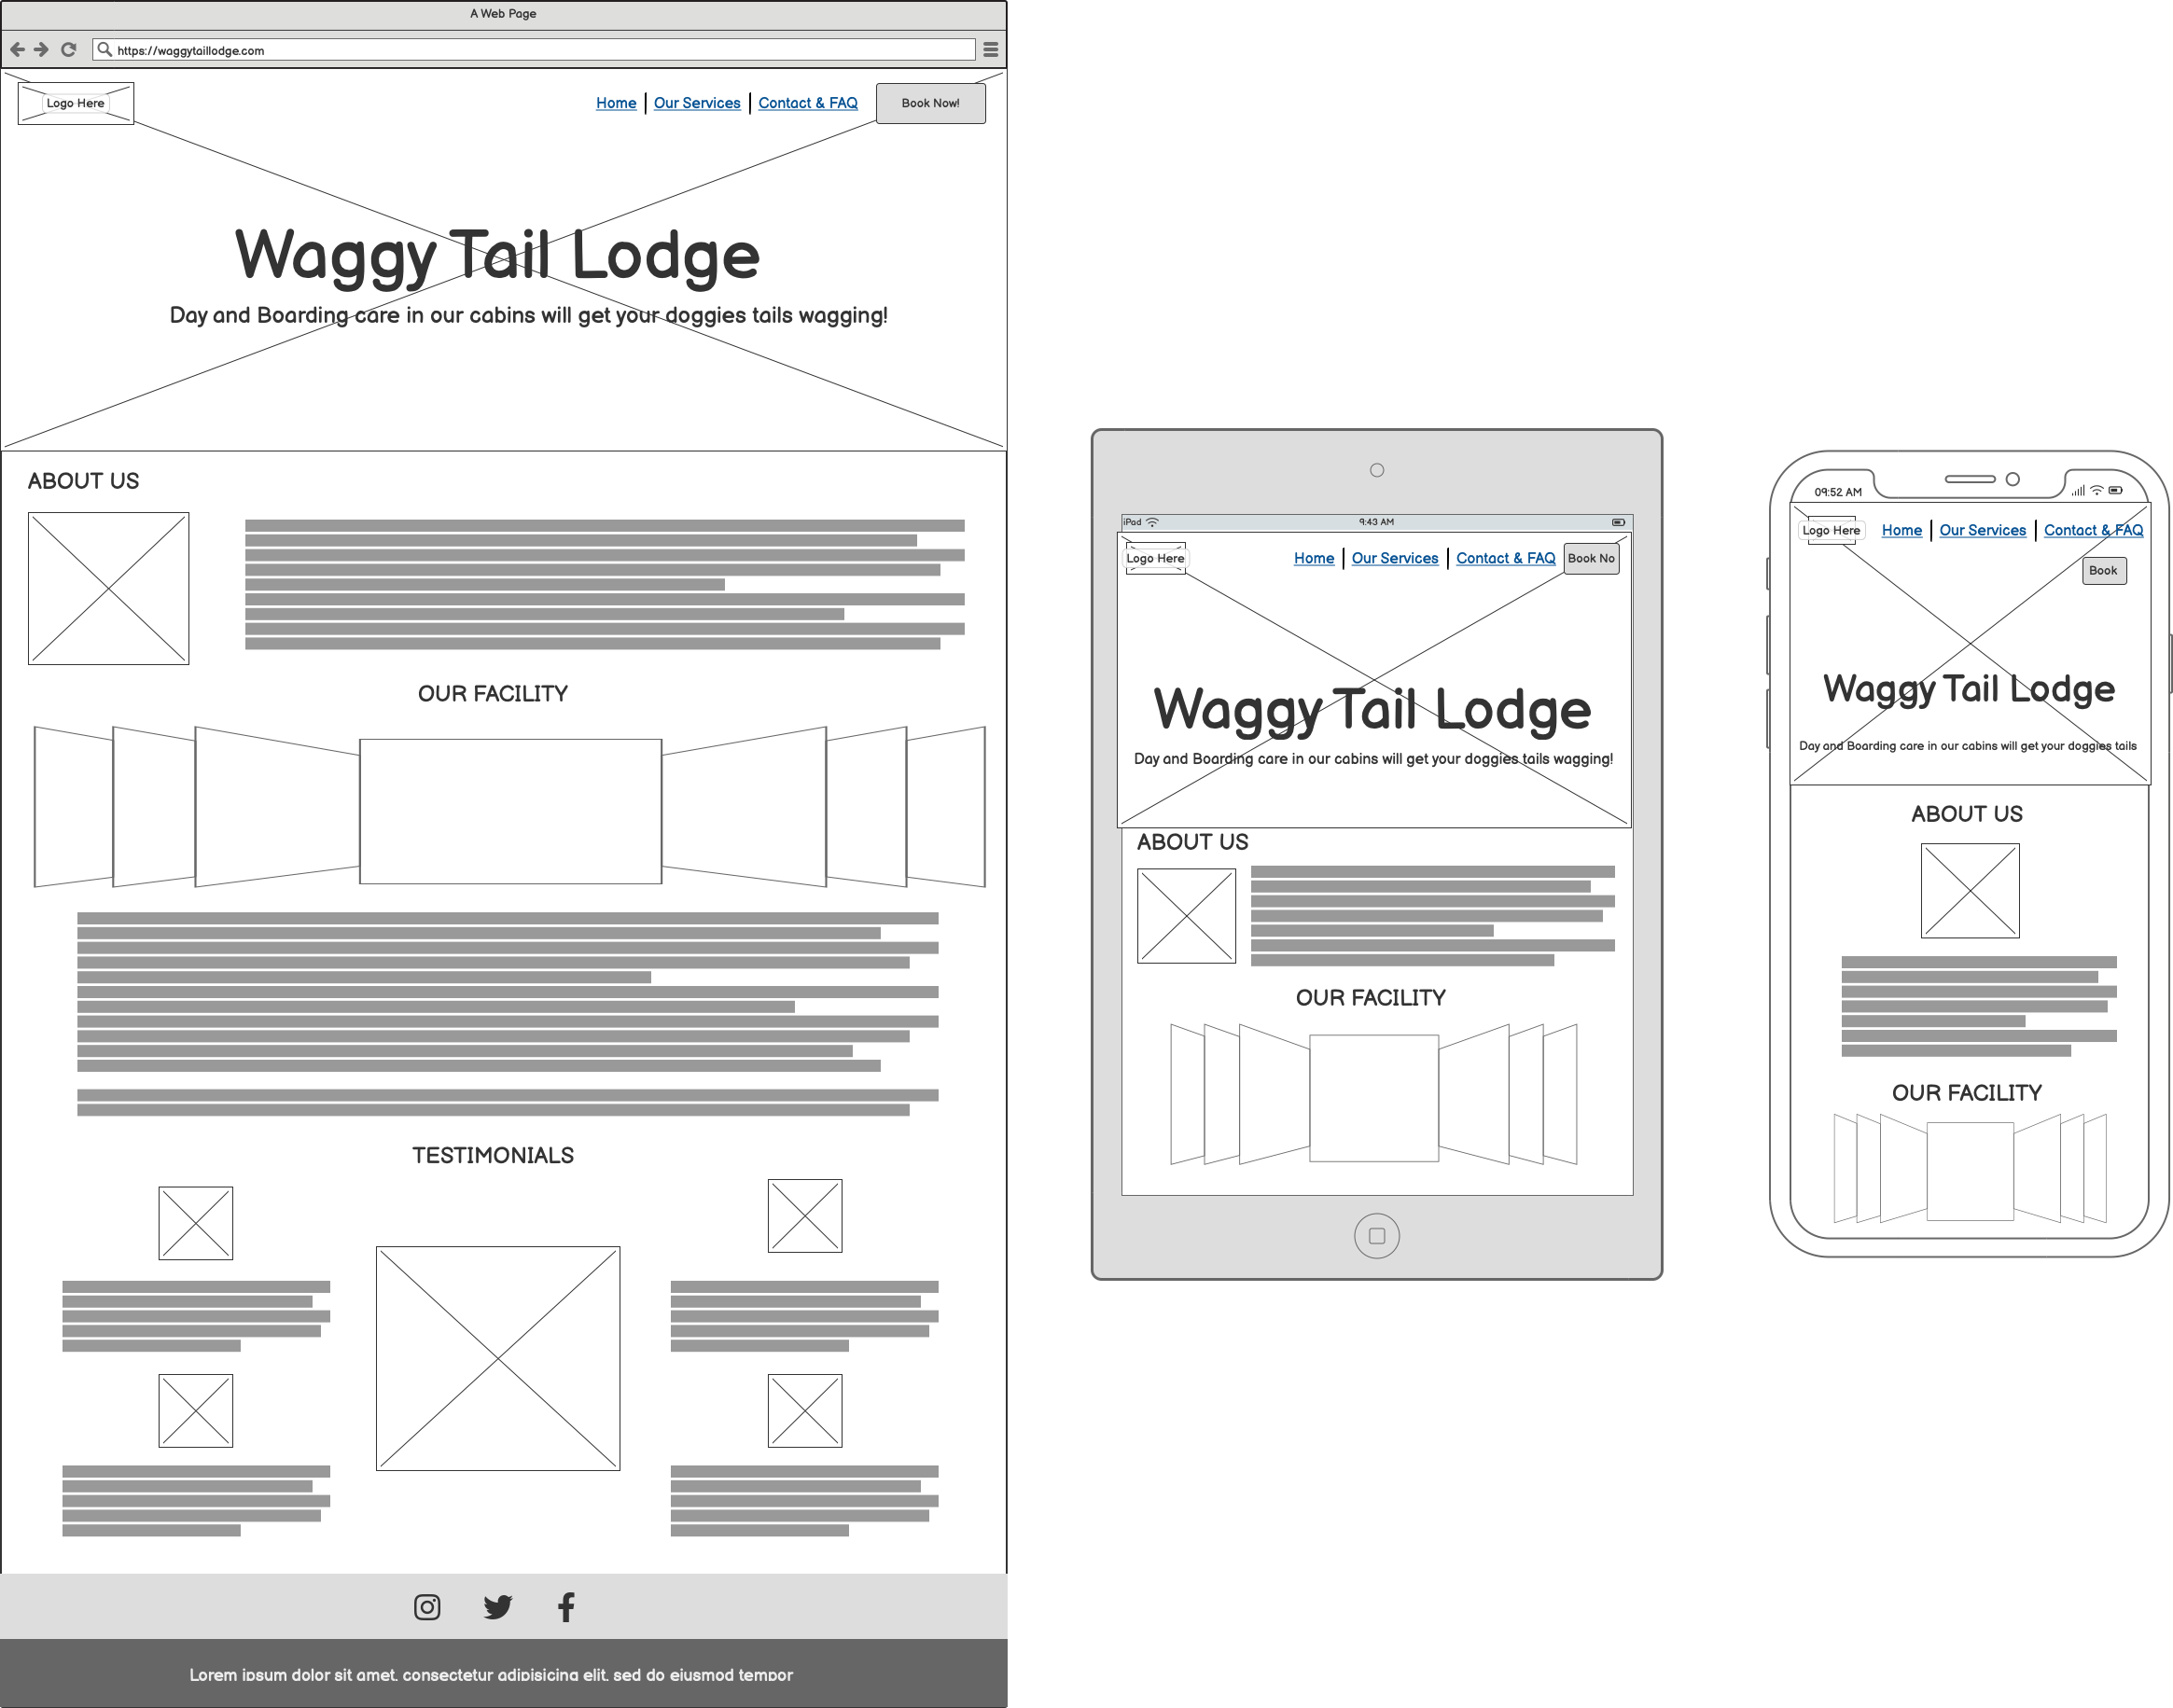 A Web Page
https://waggytaillodge.com
Logo Here
Home
Our Services
Contact & FAQ
Book Now!
Waggy Tail Lodge
Day and Boarding care in our cabins will get your doggies tails wagging!
ABOUT US
OUR FACILITY
TESTIMONIALS
Lorem ipsum dolor sit amet, consectetur adipisicing elit, sed do eiusmod tempor
iPad
9:43 AM
Logo Here
Home
Our Services
Contact & FAQ
Book No
Waggy Tail Lodge
Day and Boarding care in our cabins will get your doggies tails wagging!
ABOUT US
OUR FACILITY
09:52 AM
Logo Here
Home
Our Services
Contact & FAQ
Book
Waggy Tail Lodge
Day and Boarding care in our cabins will get your doggies tails
ABOUT US
OUR FACILITY